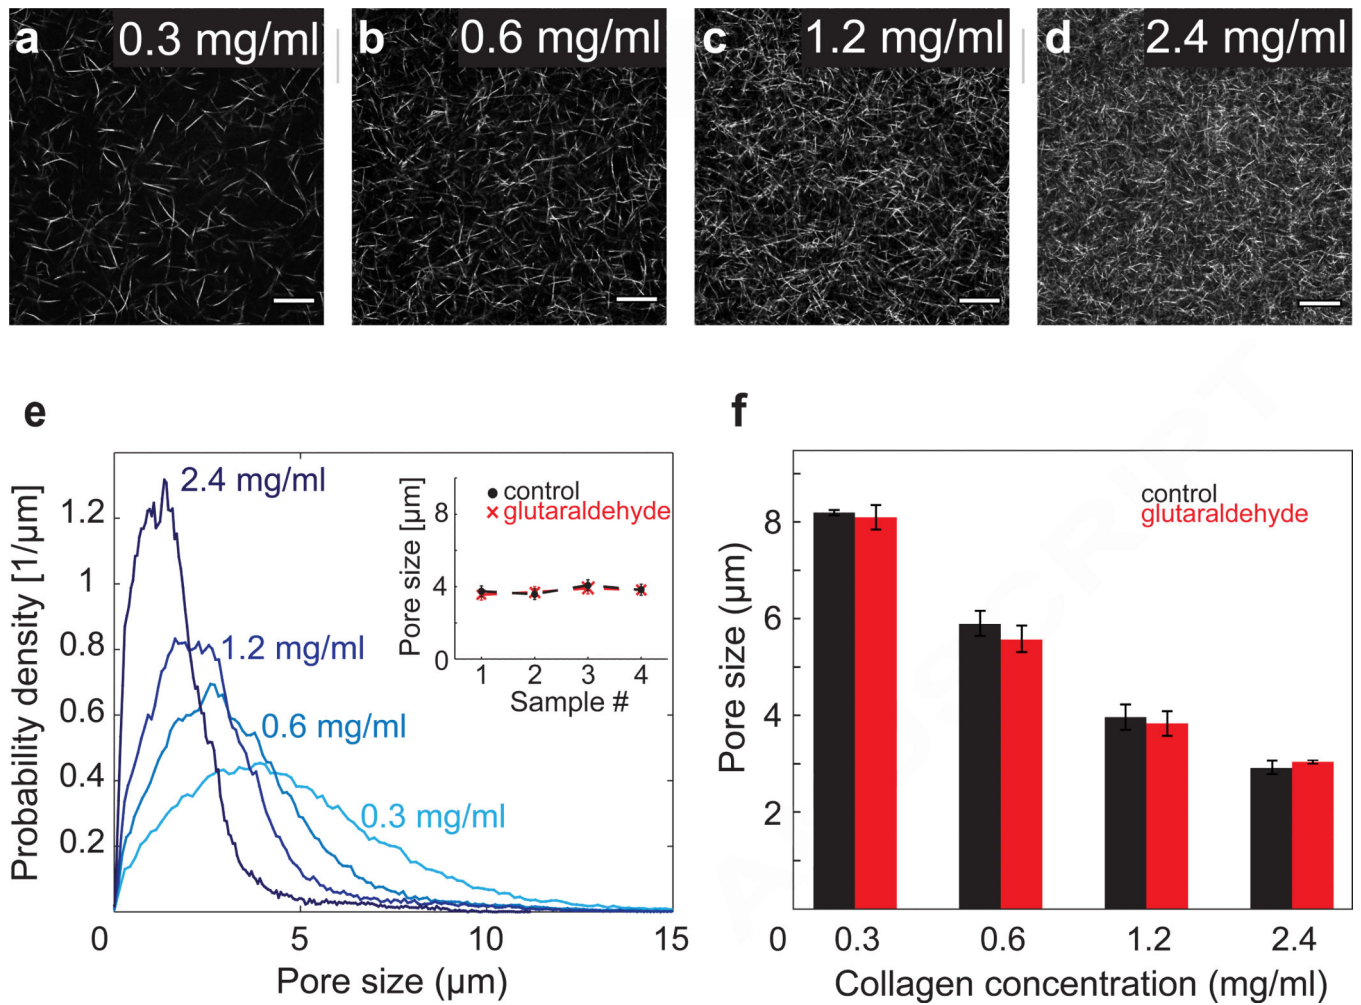 a
0.3 mg/ml
b
0.6 mg/ml
c
1.2 mg/ml
d
2.4 mg/ml
e
Probability density [1/µm]
1.2
1
0.8
0.6
0.4
0.2
0
5
10
15
Pore size (µm)
2.4 mg/ml
1.2 mg/ml
0.6 mg/ml
0.3 mg/ml
Pore size [µm]
8
4
0
control
glutaraldehyde
1 2 3 4
Sample #
f
Pore size (µm)
8
6
4
2
0
control
glutaraldehyde
0.3
0.6
1.2
2.4
Collagen concentration (mg/ml)